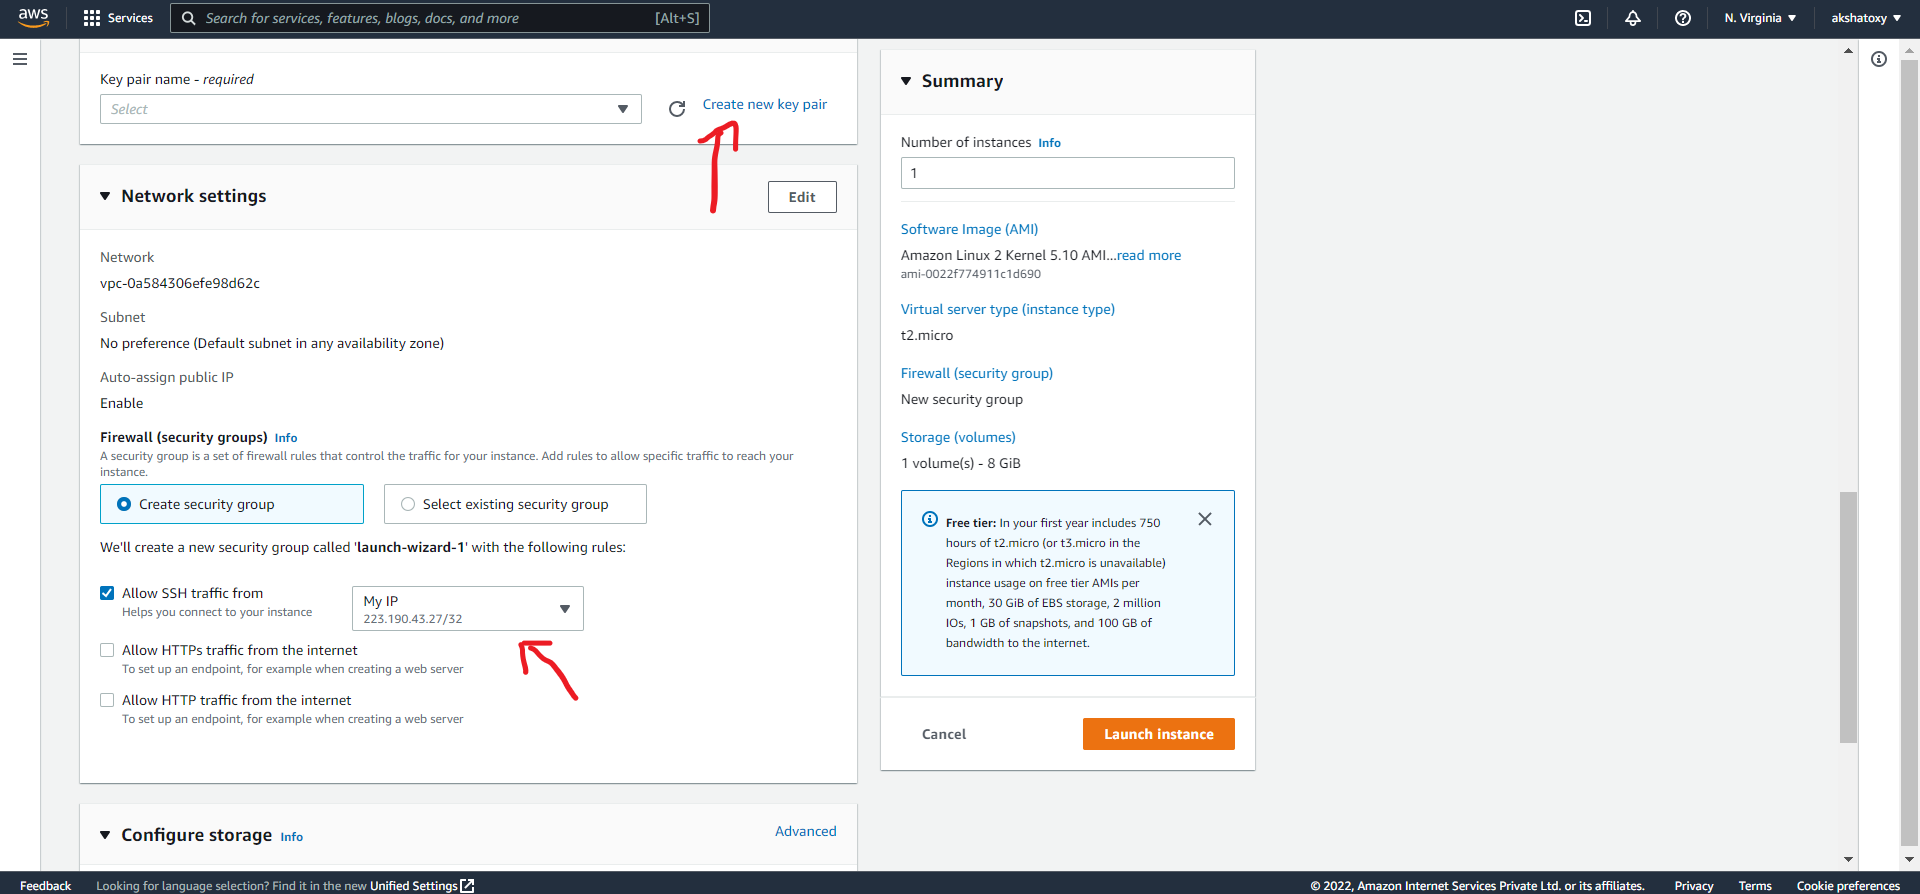 aws
Services
Search for services, features, blogs, docs, and more
[Alt+S]
N. Virginia
akshatoxy
Key pair name - required
Select
Create new key pair
Network settings
Edit
Network
vpc-0a584306efe98d62c
Subnet
No preference (Default subnet in any availability zone)
Auto-assign public IP
Enable
Firewall (security groups) Info
A security group is a set of firewall rules that control the traffic for your instance. Add rules to allow specific traffic to reach your
instance.
Create security group
Select existing security group
We'll create a new security group called 'launch-wizard-1' with the following rules:
Allow SSH traffic from
Helps you connect to your instance
My IP
223.190.43.27/32
Allow HTTPs traffic from the internet
To set up an endpoint, for example when creating a web server
Allow HTTP traffic from the internet
To set up an endpoint, for example when creating a web server
Configure storage Info
Advanced
Summary
Number of instances Info
1
Software Image (AMI)
Amazon Linux 2 Kernel 5.10 AMI...read more
ami-0022f774911c1d690
Virtual server type (instance type)
t2.micro
Firewall (security group)
New security group
Storage (volumes)
1 volume(s) - 8 GiB
Free tier: In your first year includes 750
hours of t2.micro (or t3.micro in the
Regions in which t2.micro is unavailable)
instance usage on free tier AMIs per
month, 30 GiB of EBS storage, 2 million
IOs, 1 GB of snapshots, and 100 GB of
bandwidth to the internet.
Cancel
Launch instance
Feedback
Looking for language selection? Find it in the new Unified Settings
© 2022, Amazon Internet Services Private Ltd. or its affiliates.
Privacy
Terms
Cookie preferences